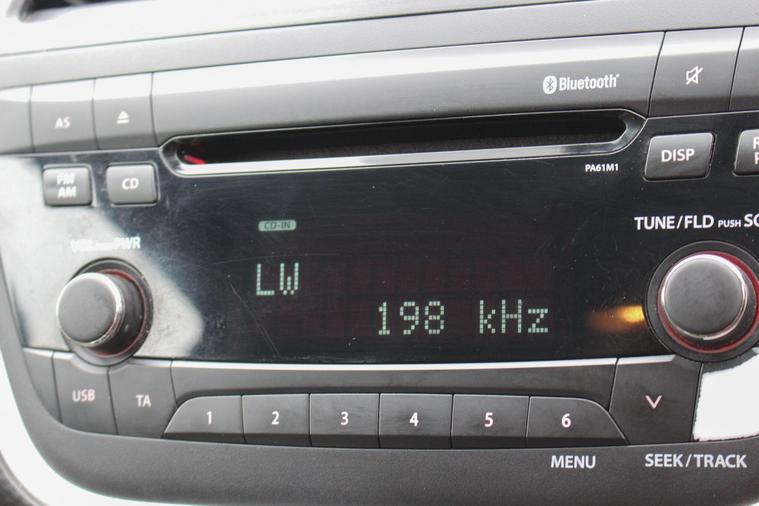 Bluetooth
AS
PA61M1
DISP
FM
AM
CD
TUNE/FLD PUSH
CD-IN
PWR
LW
198 kHz
USB
TA
1
2
3
4
5
6
MENU
SEEK/TRACK